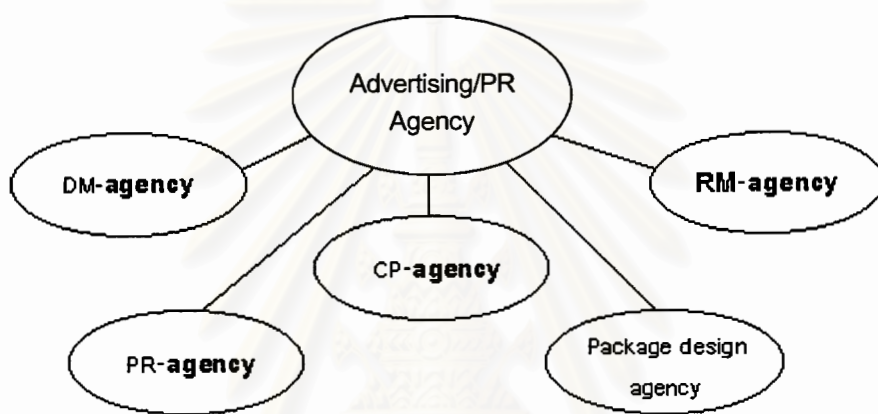 Advertising/PR
Agency
DM-agency
RM-agency
CP-agency
PR-agency
Package design
agency